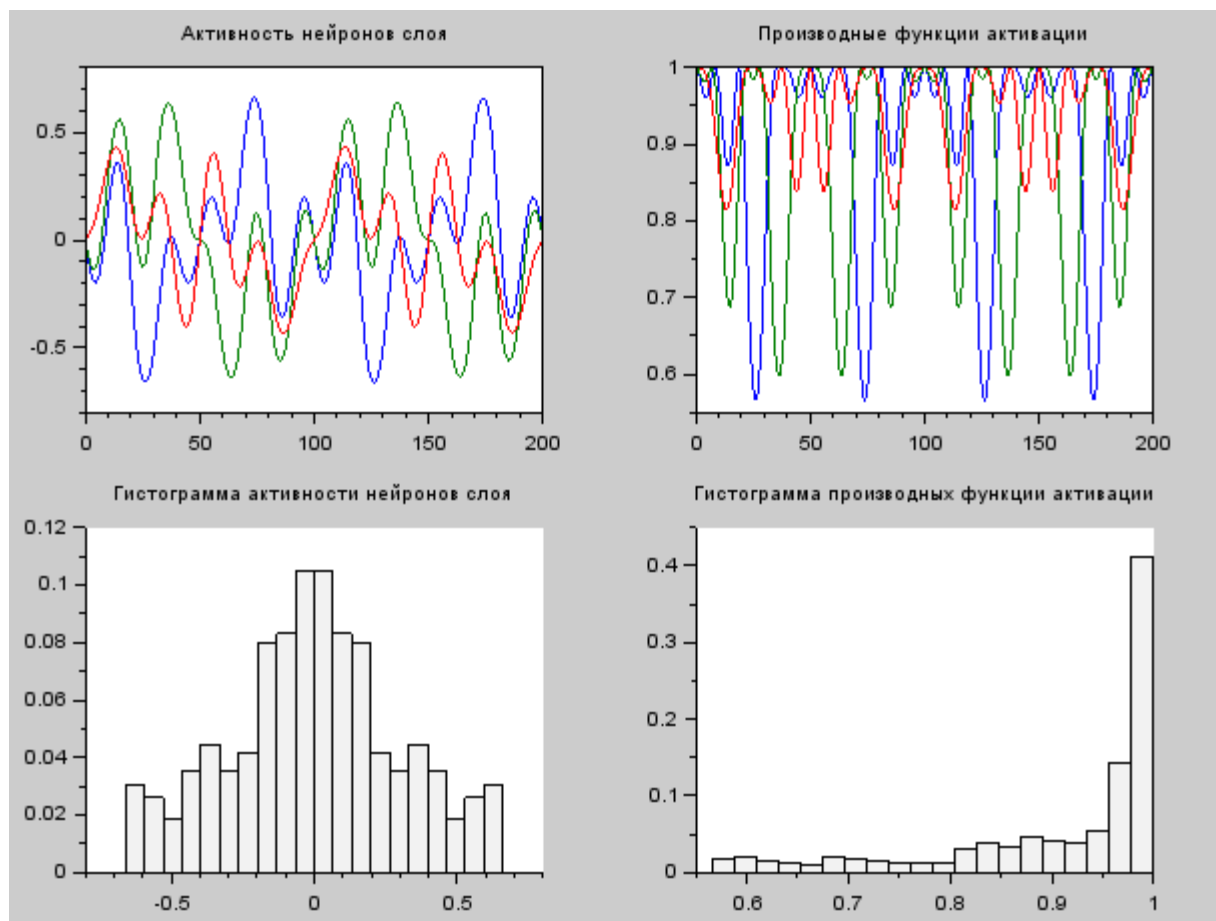 Активность нейронов слоя
0.5
0
-0.5
0 50 100 150 200
Производные функции активации
1
0.9
0.8
0.7
0.6
0 50 100 150 200
Гистограмма активности нейронов слоя
0.12
0.1
0.08
0.06
0.04
0.02
0
-0.5 0 0.5
Гистограмма производных функции активации
0.4
0.3
0.2
0.1
0
0.6 0.7 0.8 0.9 1